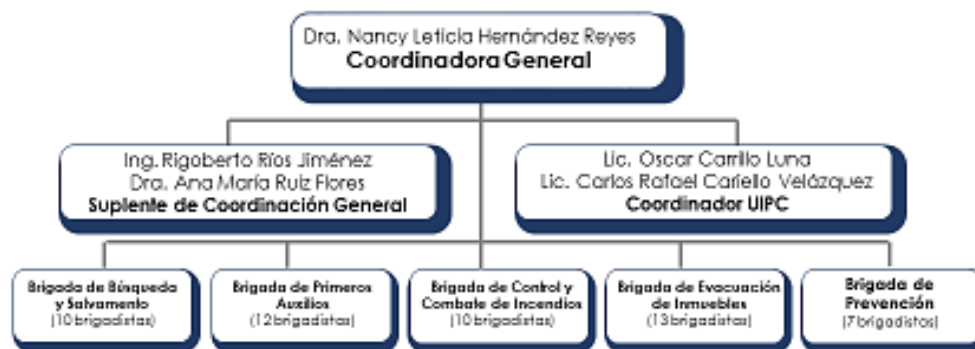 Dra. Nancy Leticia Hernández Reyes
Coordinadora General
Ing. Rigoberto Ríos Jiménez
Dra. Ana María Ruiz Flores
Suplente de Coordinación General
Lic. Oscar Carrillo Luna
Lic. Carlos Rafael Cariello Velázquez
Coordinador UIPC
Brigada de Búsqueda
y Salvamento
(10 brigadistas)
Brigada de Primeros
Auxilios
(12 brigadistas)
Brigada de Control y
Combate de Incendios
(10 brigadistas)
Brigada de Evacuación
de Inmuebles
(13 brigadistas)
Brigada de
Prevención
(7 brigadistas)